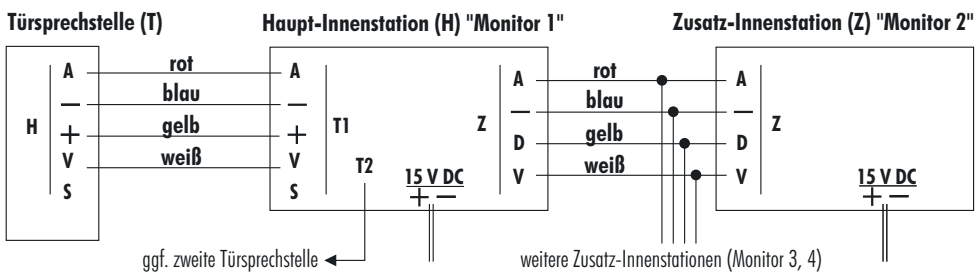 Türsprechstelle (T)
Haupt-Innenstation (H) "Monitor 1"
Zusatz-Innenstation (Z) "Monitor 2"
A rot A
A rot A
— blau —
— blau —
H + gelb + T1
Z D gelb D Z
V weiß V
V weiß V
S S
T2
15 V DC
+ —
15 V DC
+ —
ggf. zweite Türsprechstelle
weitere Zusatz-Innenstationen (Monitor 3, 4)